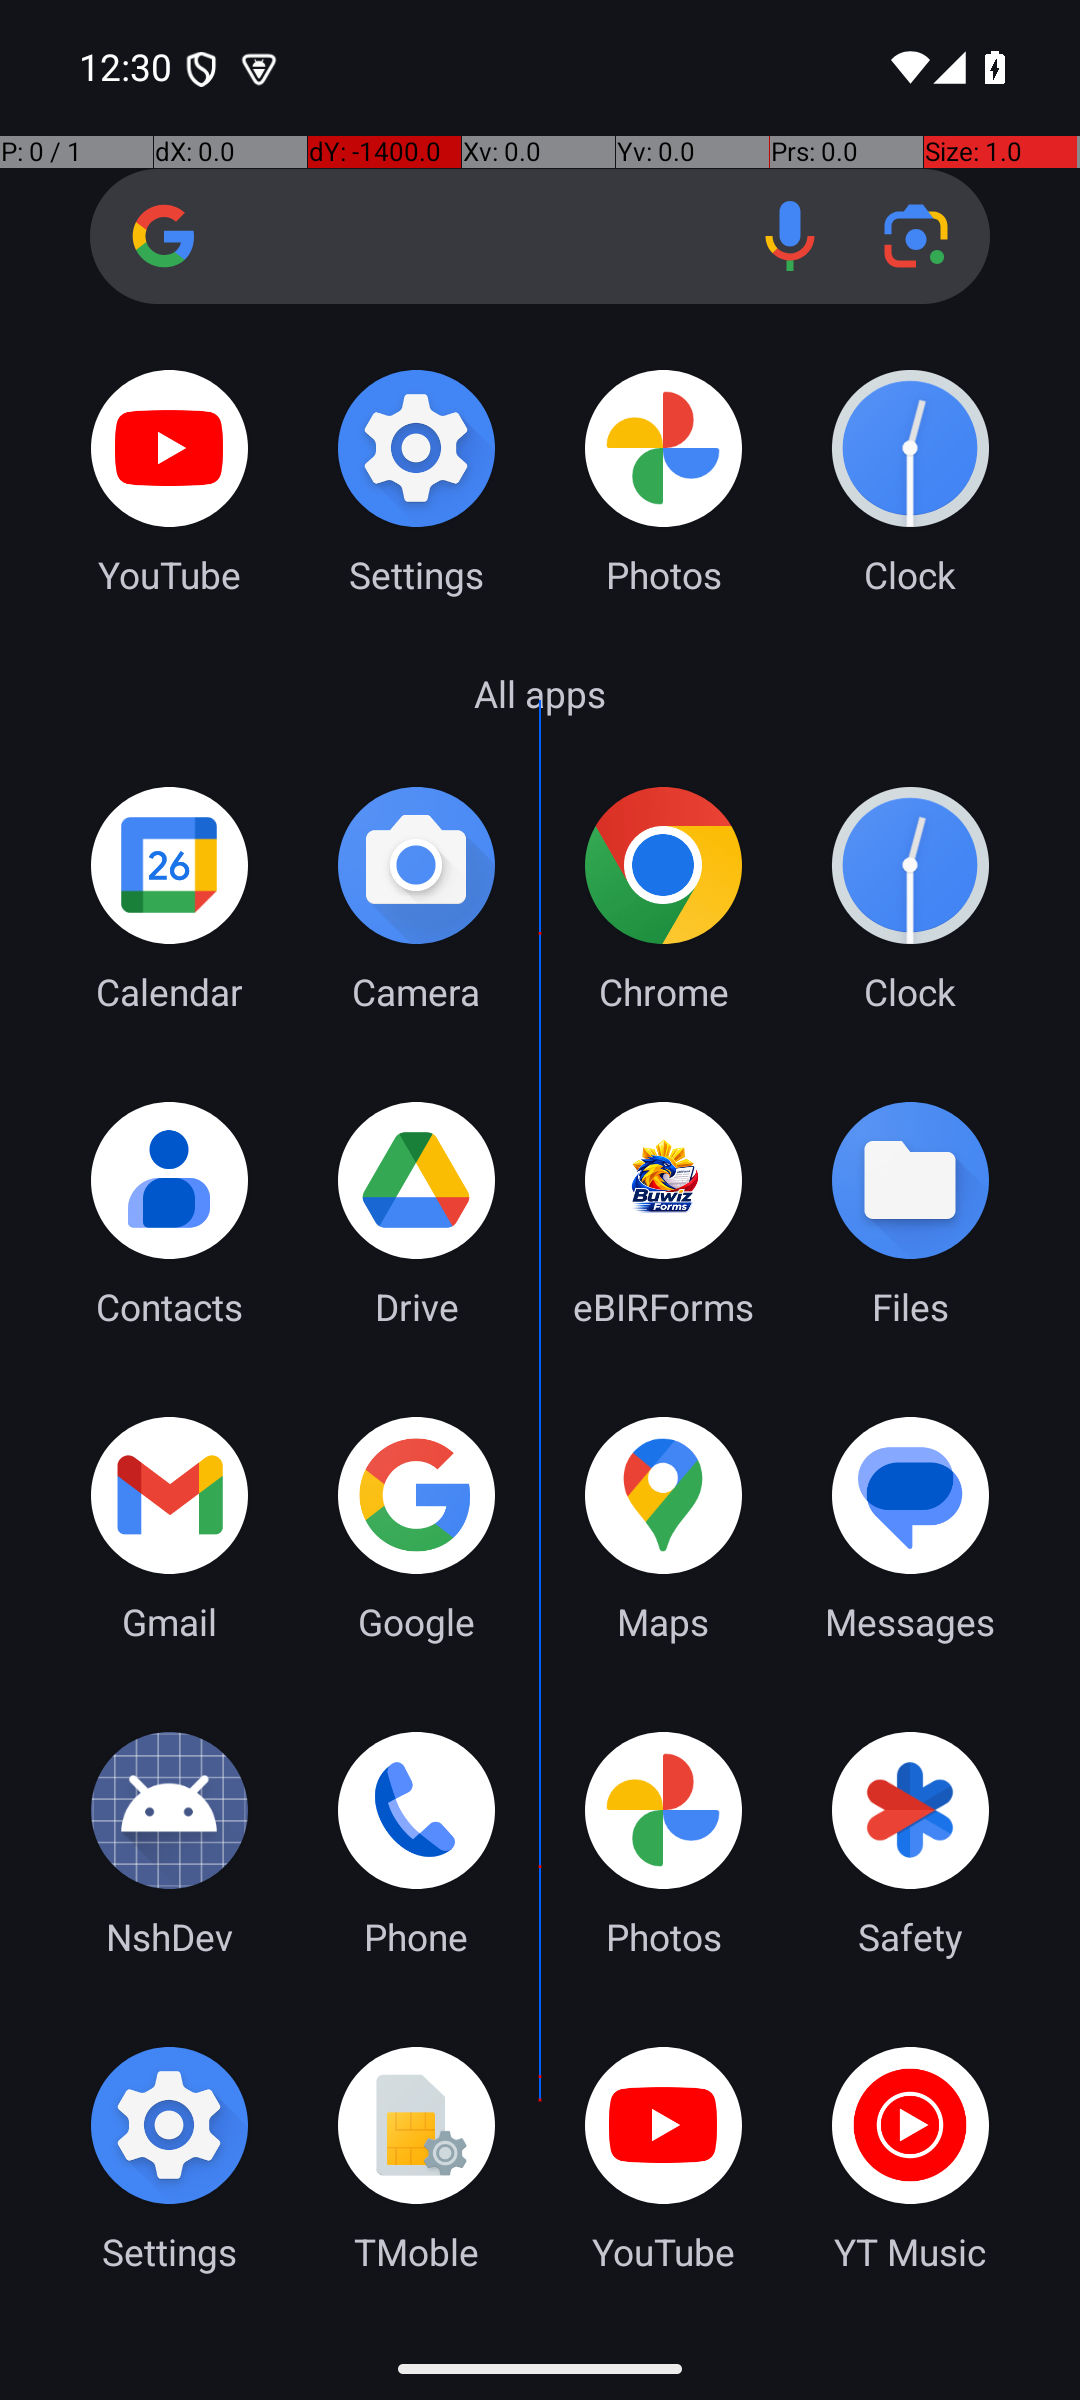 12:30
P: 0 / 1 dX: 0.0 dY: -1400.0 Xv: 0.0 Yv: 0.0 Prs: 0.0 Size: 1.0
YouTube Settings Photos Clock
All apps
26
Calendar Camera Chrome Clock
Buwiz
Forms
Contacts Drive eBIRForms Files
Gmail Google Maps Messages
NshDev Phone Photos Safety
Settings TMoble YouTube YT Music